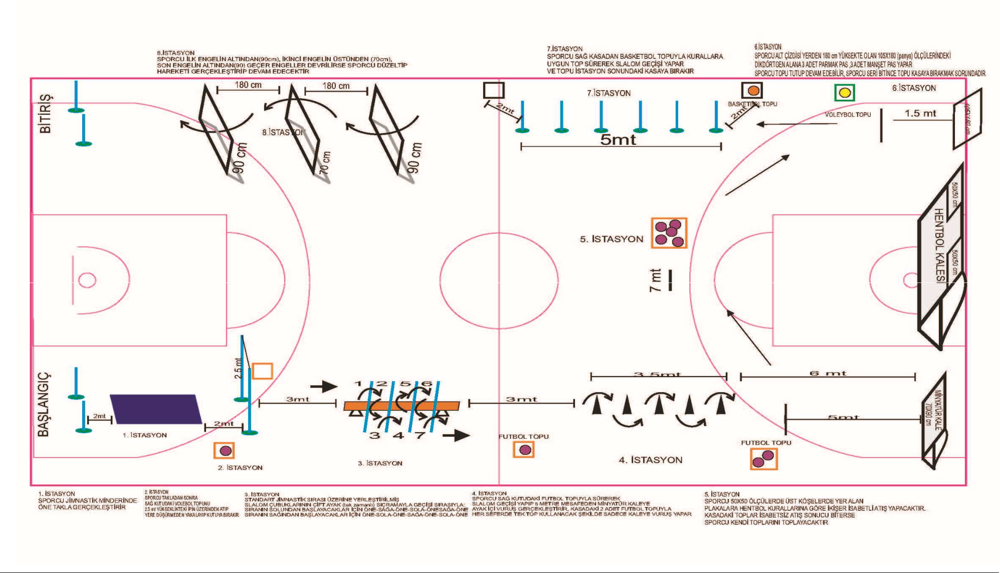 8.İSTASYON
SPORCU İLK ENGELİN ALTINDAN(90cm), İKİNCİ ENGELİN ÜSTÜNDEN (70cm),
SON ENGELİN ALTINDAN(90) GEÇER ENGELLER DEVRİLİRSE SPORCU DÜZELTİP
HAREKETİ GERÇEKLEŞTİRİP DEVAM EDECEKTİR
7.İSTASYON
SPORCU SAĞ KASADAN BASKETBOL TOPUYLA KURALLARA
UYGUN TOP SÜREREK SLALOM GEÇİŞİ YAPAR
VE TOPU İSTASYON SONUNDAKİ KASAYA BIRAKIR
6.İSTASYON
SPORCU ALT ÇİZGİSİ YERDEN 180 cm YÜKSEKTE OLAN 105X180 (panya) ÖLÇÜLERİNDEKİ
DİKDÖRTGEN ALANA 3 ADET PARMAK PAS ,3 ADET MANŞET PAS YAPAR
SPORCU TOPU TUTUP DEVAM EDEBİLİR, SPORCU SERİ BİTİNCE TOPU KASAYA BIRAKMAK SORUNDADIR
BİTİRİŞ
180 cm
180 cm
8.İSTASYON
90 cm
70 cm
90 cm
2mt
7.İSTASYON
BASKETBOL TOPU
2mt
5mt
6.İSTASYON
VOLEYBOL TOPU
1.5 mt
105X180 cm
5. İSTASYON
7 mt
50X50 cm
50X50 cm
HENTBOL KALESİ
BAŞLANGIÇ
2mt
1. İSTASYON
2mt
2.5 mt
2. İSTASYON
3mt
1 2 5 6
3 4 7
3. İSTASYON
3mt
FUTBOL TOPU
3.5mt
4. İSTASYON
6 mt
5mt
FUTBOL TOPU
MİNYATÜR KALE
70X90 cm
1. İSTASYON
SPORCU JİMNASTİK MİNDERİNDE
ÖNE TAKLA GERÇEKLEŞTİRİR
2. İSTASYON
SPORCU TAKLADAN SONRA
SAĞ KUTUDAKİ VOLEBOL TOPUNU
2.5 mt YÜKSEKLİKTEKİ İPİN ÜZERİNDEN ATIP
YERE DÜŞÜRMEDEN YAKALAYIP KUTUYA BIRAKIR
3. İSTASYON
STANDART JİMNASTİK SIRASI ÜZERİNE YERLEŞTİRİLMİŞ
SLALOM ÇUBUKLARININ ÇİFT AYAK (tek zamanlı) SIÇRAMAYLA GEÇİŞİ SIRASIYLA:
SIRANIN SOLUNDAN BAŞLAYACAKLAR İÇİN ÖNE-SAĞA-ÖNE-SOLA-ÖNESAĞA-ÖNE
SIRANIN SAĞINDAN BAŞLAYACAKLAR İÇİN ÖNE-SOLA-ÖNE-SAĞA-ÖNE-SOLA-ÖNE
4. İSTASYON
SPORCU SAĞ KUTUDAKİ FUTBOL TOPUYLA SÜREREK
SLALOM GEÇİŞİ YAPIP 5 METRE MESAFEDEN MİNYATÜR KALEYE
AYAK İÇİ VURUŞ GERÇEKLEŞTİRİR, KASADAKİ 2 ADET FUTBOL TOPUYLA
HER SEFERDE TEK TOP KULLANACAK ŞEKİLDE SADECE KALEYE VURUŞ YAPAR
5. İSTASYON
SPORCU 50X50 ÖLÇÜLERDE ÜST KÖŞELERDE YER ALAN
PLAKALARA HENTBOL KURALLARINA GÖRE İKİŞER İSABETLİ ATIŞ YAPACAKTIR.
KASADAKİ TOPLAR İSABETSİZ ATIŞ SONUCU BİTERSE
SPORCU KENDİ TOPLARINI TOPLAYACAKTIR